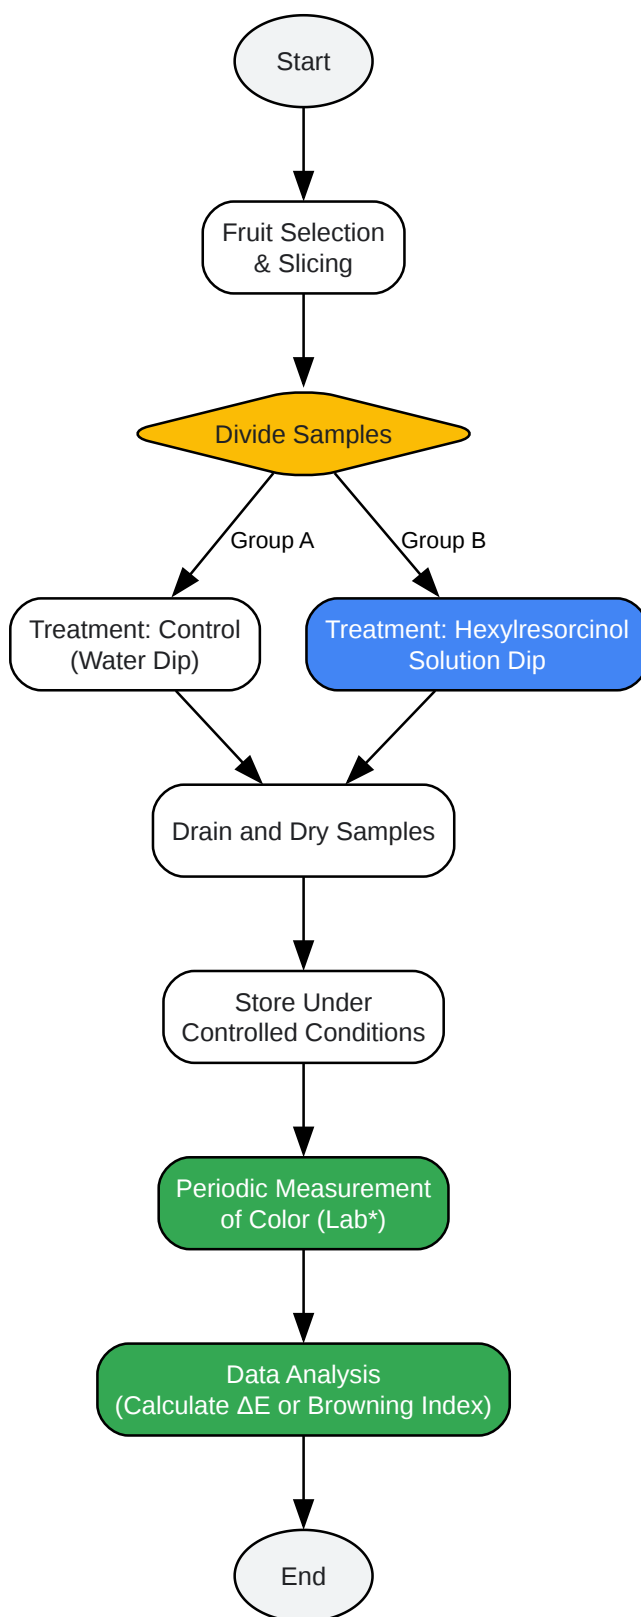 Start
Fruit Selection
& Slicing
Divide Samples
Group A
Group B
Treatment: Control
(Water Dip)
Treatment: Hexylresorcinol
Solution Dip
Drain and Dry Samples
Store Under
Controlled Conditions
Periodic Measurement
of Color (Lab*)
Data Analysis
(Calculate ΔE or Browning Index)
End